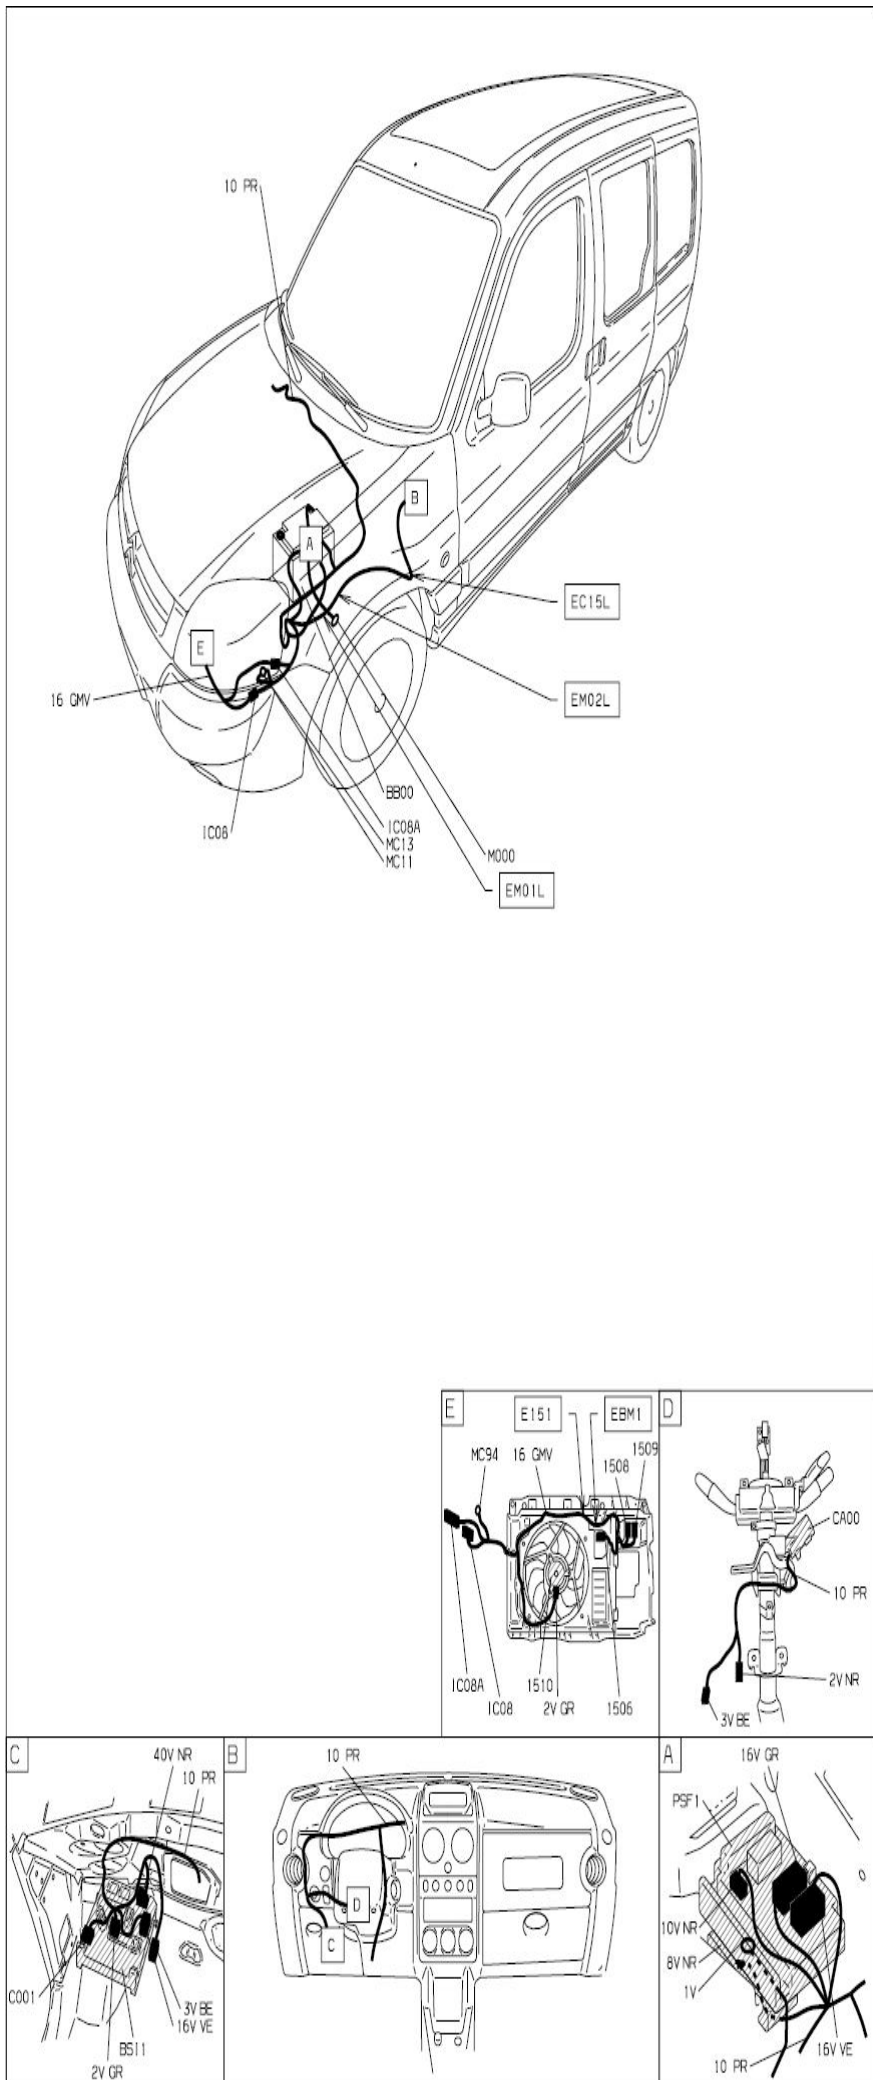 10 PR
B
A
EC15L
E
16 GMV
EM02L
BB00
IC08
IC08A
MC13
MC11
M000
EM01L
E
E151
EBM1
D
MC94
16 GMV
1508
1509
CA00
10 PR
IC08A
IC08
1510
2V GR
1506
2V NR
3V BE
C
40V NR
10 PR
C001
BSI1
2V GR
3V BE
16V VE
B
10 PR
D
C
A
16V GR
PSF1
10V NR
8V NR
1V
16V VE
10 PR